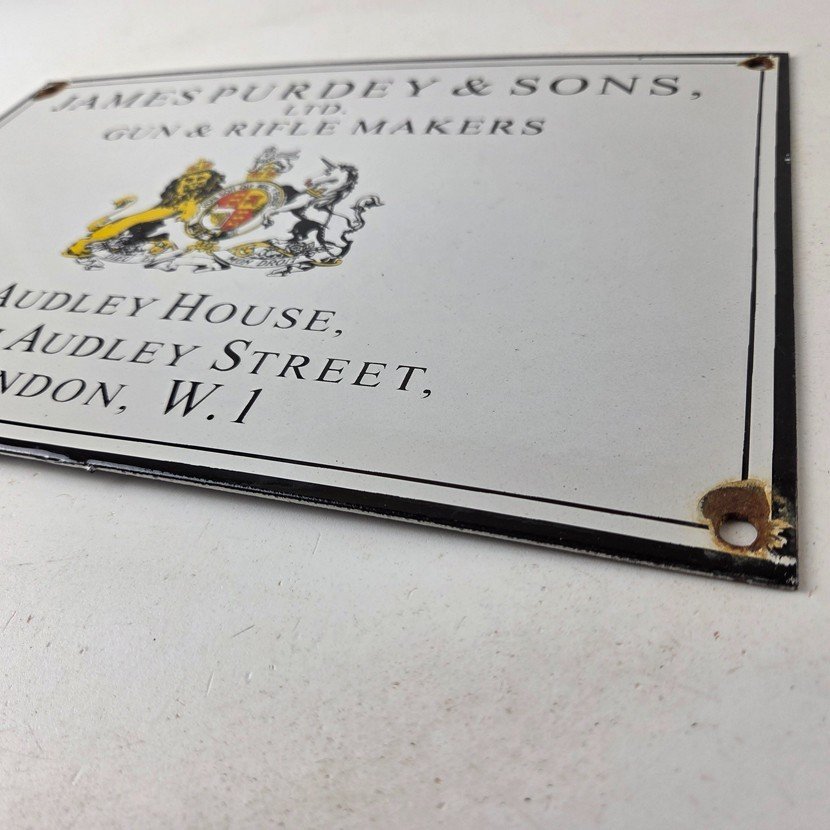 JAMES PURDEY & SONS,
LTD.
GUN & RIFLE MAKERS
AUDLEY HOUSE,
AUDLEY STREET,
NDON, W.1